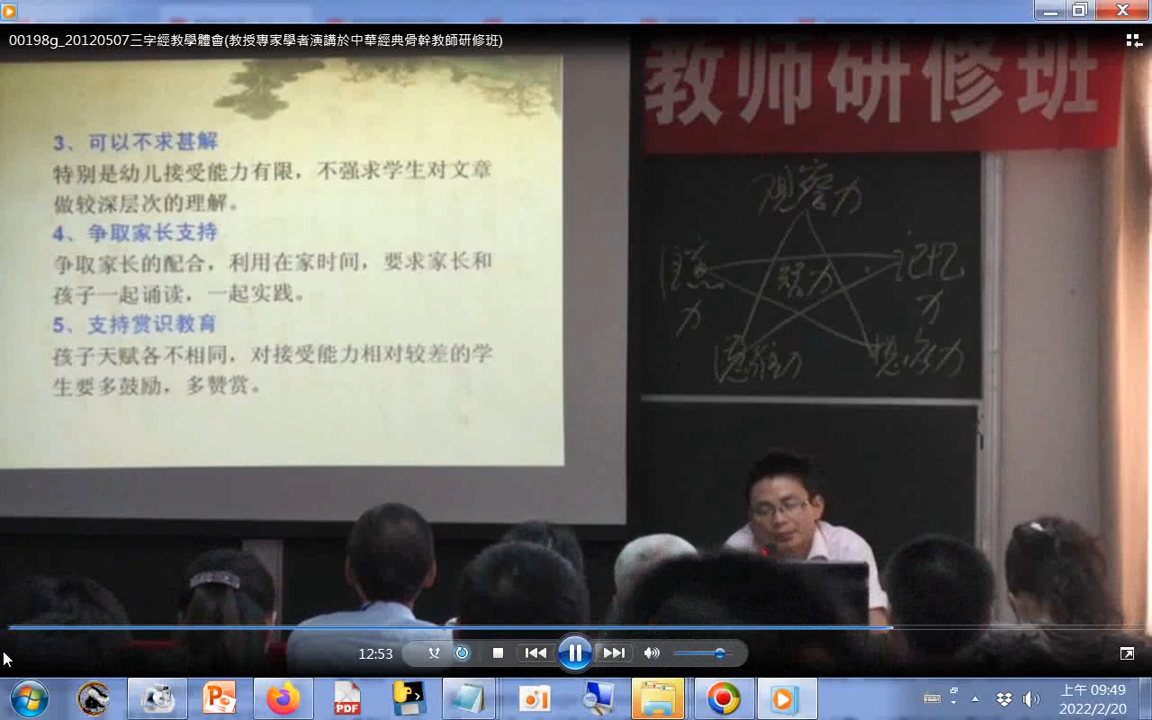 00198g_20120507三字經教學體會(教授專家學者演講於中華經典骨幹教師研修班)
教师研修班
3、可以不求甚解
特别是幼儿接受能力有限，不强求学生对文章
做较深层次的理解。
4、争取家长支持
争取家长的配合，利用在家时间，要求家长和
孩子一起诵读，一起实践。
5、支持赏识教育
孩子天赋各不相同，对接受能力相对较差的学
生要多鼓励，多赞赏。
观察力
记忆
力
力
12:53
PDF
上午 09:49
2022/2/20